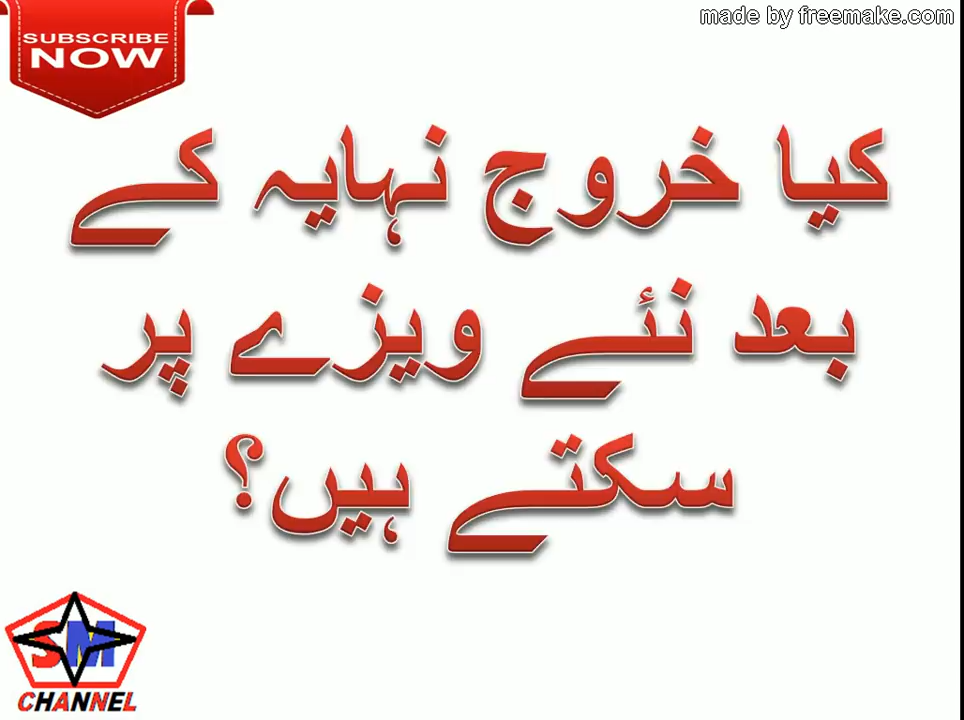 made by freemake.com
SUBSCRIBE
NOW
کیا خروج نہایہ کے
بعد نئے ویزے پر
سکتے ہیں؟
SM
CHANNEL